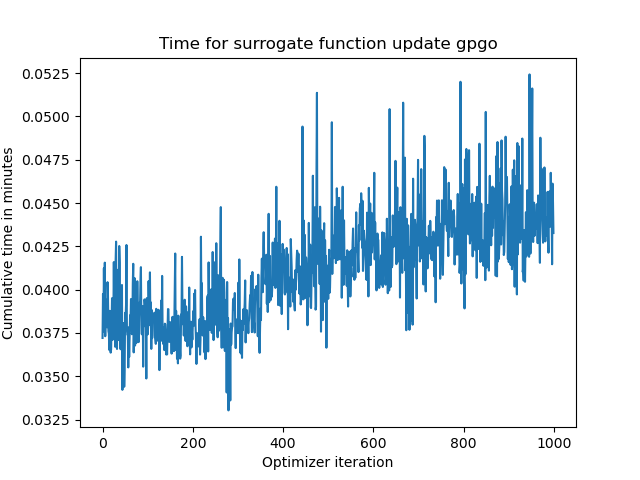 Time for surrogate function update gpgo
Cumulative time in minutes
0.0525
0.0500
0.0475
0.0450
0.0425
0.0400
0.0375
0.0350
0.0325
0 200 400 600 800 1000
Optimizer iteration